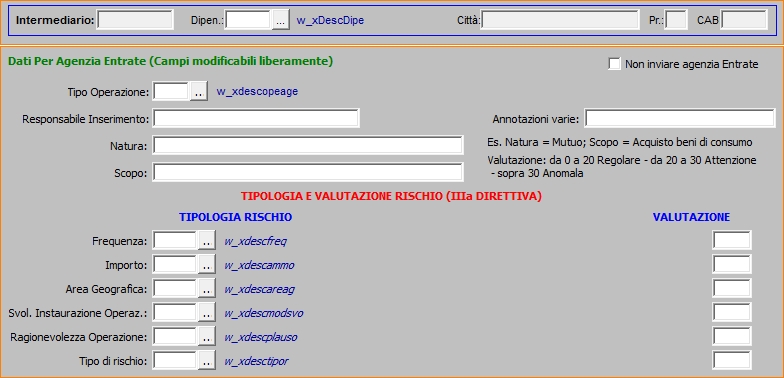 Intermediario: Dipen.: ... w_xDescDipe Città: Pr.: CAB
Dati Per Agenzia Entrate (Campi modificabili liberamente) Non inviare agenzia Entrate
Tipo Operazione: .. w_xdescopeage
Responsabile Inserimento: Annotazioni varie:
Natura: Es. Natura = Mutuo; Scopo = Acquisto beni di consumo
Scopo: Valutazione: da 0 a 20 Regolare - da 20 a 30 Attenzione
- sopra 30 Anomala
TIPOLOGIA E VALUTAZIONE RISCHIO (IIIa DIRETTIVA)
TIPOLOGIA RISCHIO VALUTAZIONE
Frequenza: .. w_xdescfreq
Importo: .. w_xdescammo
Area Geografica: .. w_xdescareag
Svol. Instaurazione Operaz.: .. w_xdescmodsvo
Ragionevolezza Operazione: .. w_xdescplauso
Tipo di rischio: .. w_xdesctipor